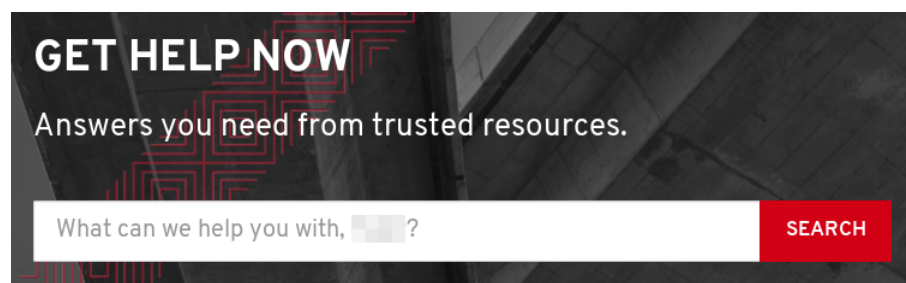 GET HELP NOW
Answers you need from trusted resources.
What can we help you with, ?
SEARCH